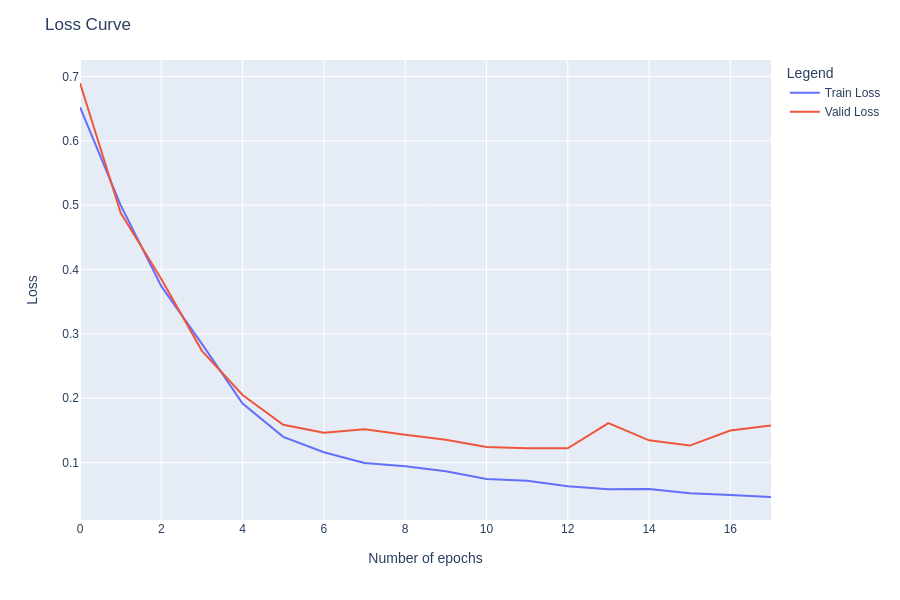 Loss Curve
Legend
Train Loss
Valid Loss
Loss
0.7
0.6
0.5
0.4
0.3
0.2
0.1
0 2 4 6 8 10 12 14 16
Number of epochs